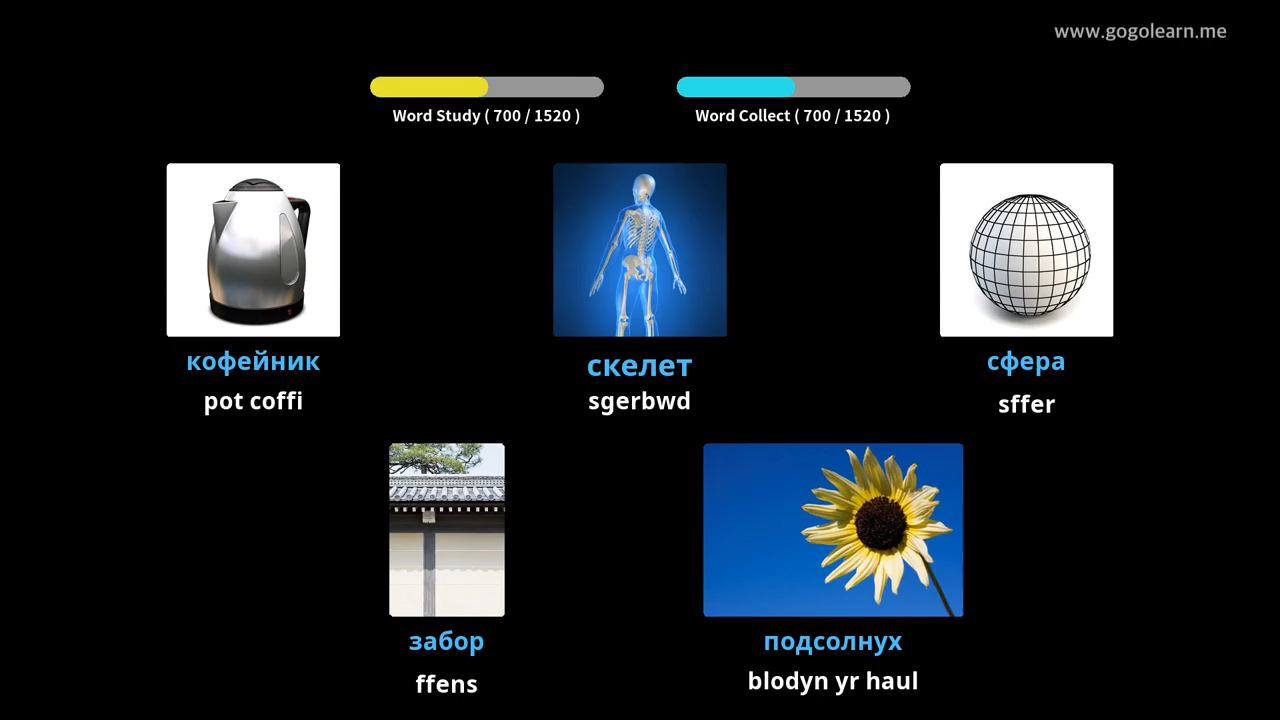 www.gogolearn.me
Word Study ( 700 / 1520 )
Word Collect ( 700 / 1520 )
кофейник
pot coffi
скелет
sgerbwd
сфера
sffer
забор
ffens
подсолнух
blodyn yr haul